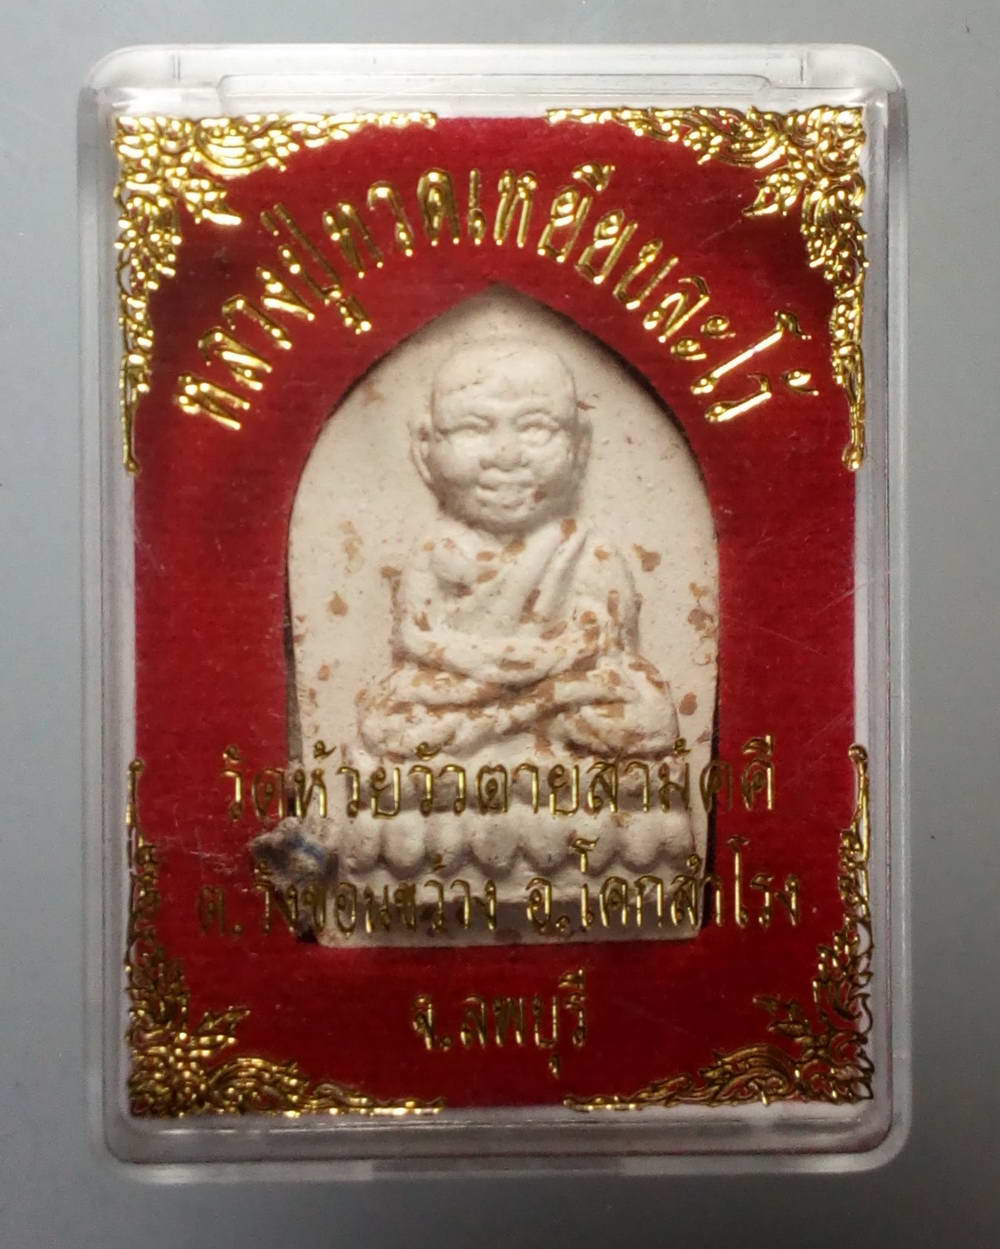 หลวงปู่ทวดเหยียบละโว้
วัดห้วยวัวตายสามัคคี
ต.วังขอนขว้าง อ.โคกสำโรง
จ.ลพบุรี